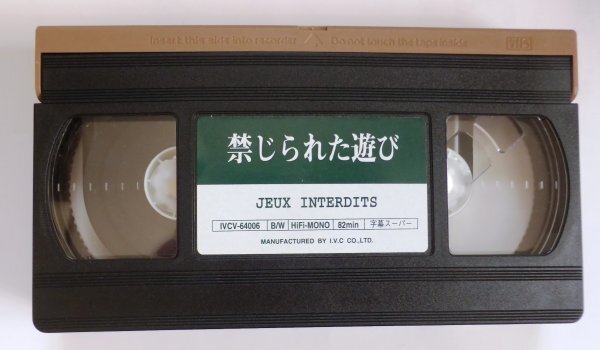 Insert this side into recorder △ Do not touch the tape inside VHS
禁じられた遊び
JEUX INTERDITS
IVCV-64006 B/W HiFi-MONO 82min 字幕スーパー
MANUFACTURED BY I.V.C CO.,LTD.